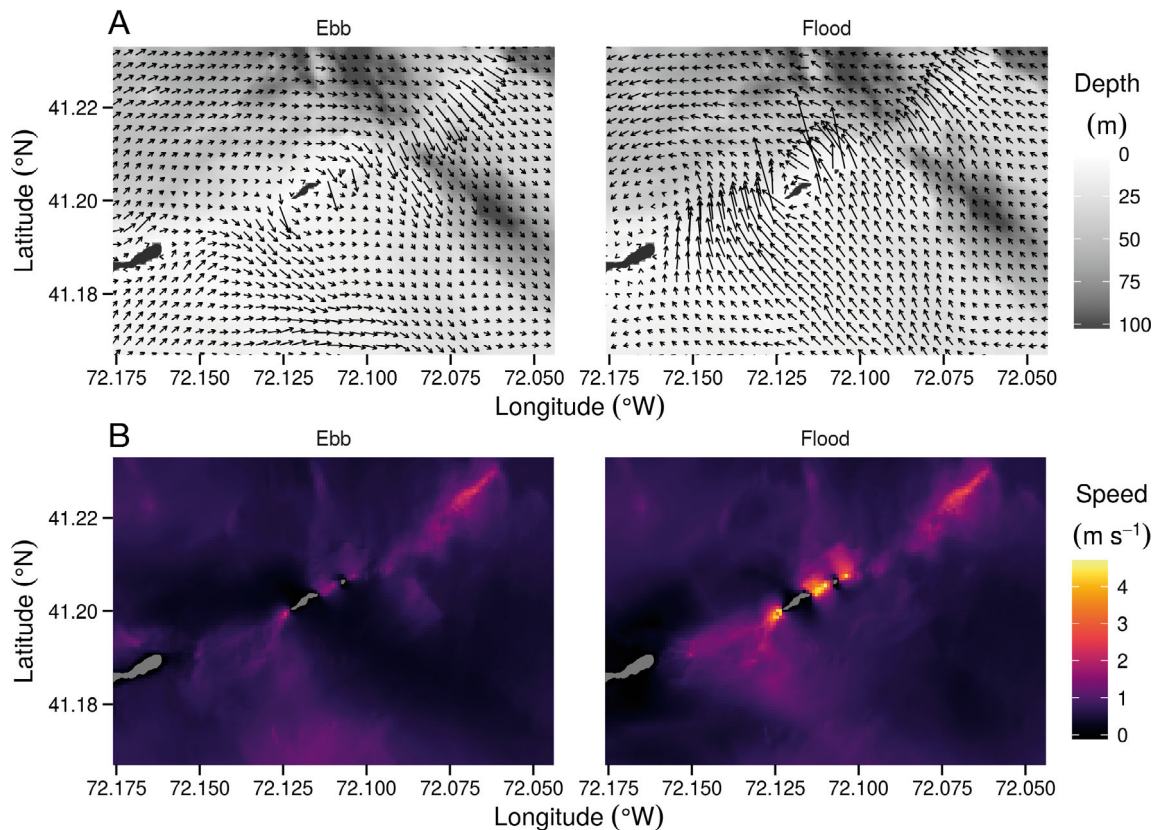 A
Ebb
Flood
41.22
41.20
41.18
Latitude (°N)
72.175 72.150 72.125 72.100 72.075 72.050
72.175 72.150 72.125 72.100 72.075 72.050
Longitude (°W)
Depth
(m)
0
25
50
75
100
B
Ebb
Flood
41.22
41.20
41.18
Latitude (°N)
72.175 72.150 72.125 72.100 72.075 72.050
72.175 72.150 72.125 72.100 72.075 72.050
Longitude (°W)
Speed
(m s⁻¹)
4
3
2
1
0